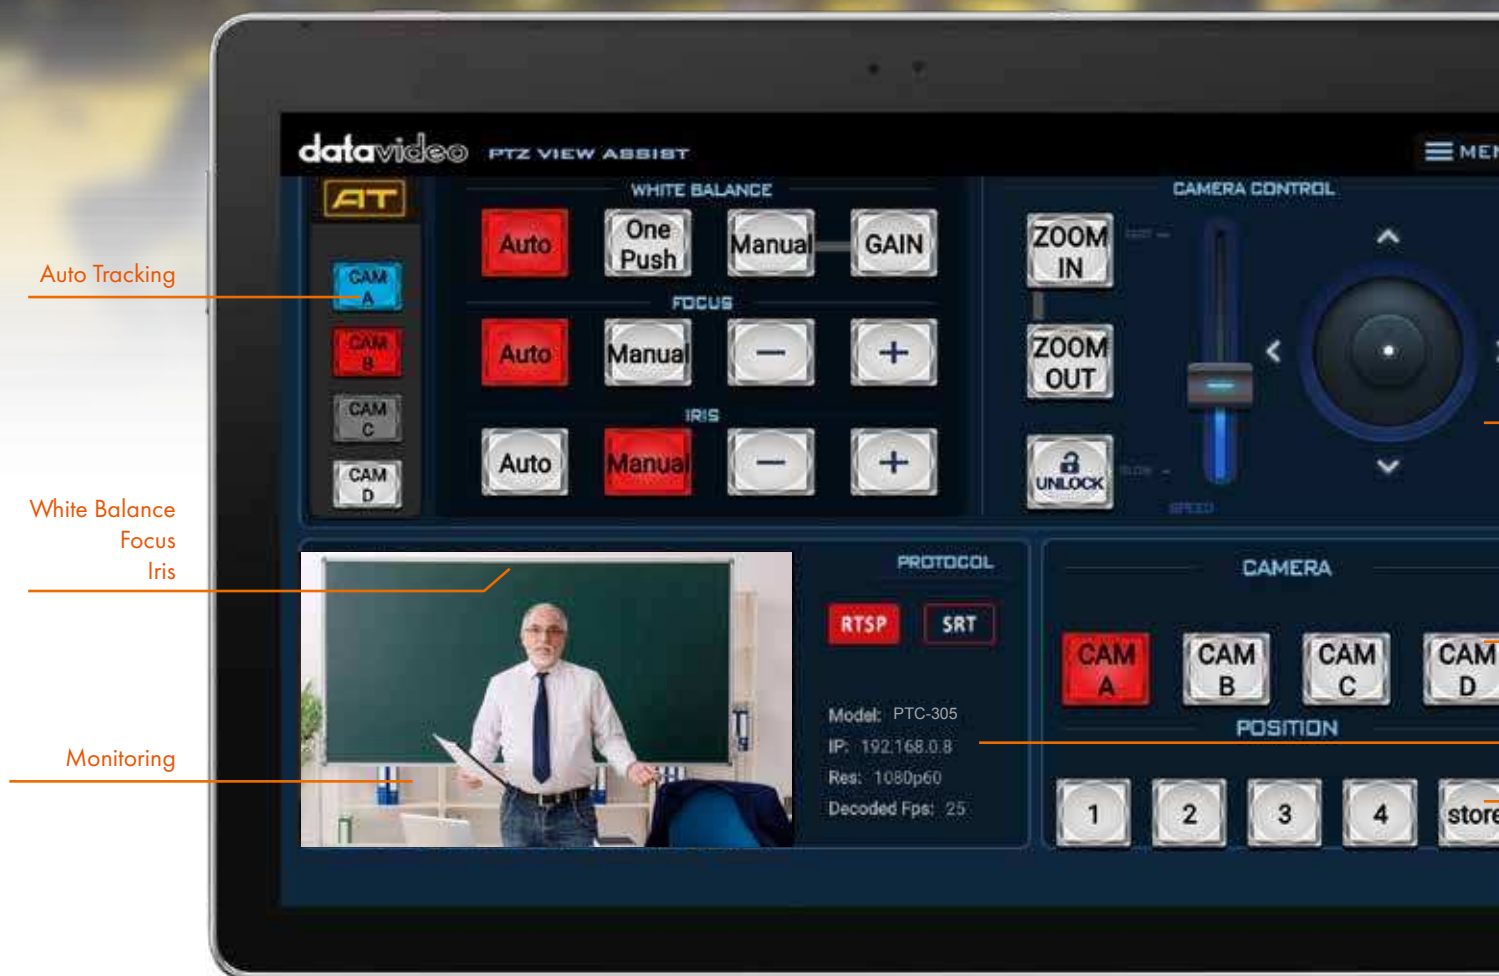 datavideo PTZ VIEW ASSIST
AT
WHITE BALANCE
CAMERA CONTROL
Auto
One
Push
Manual
GAIN
ZOOM
IN
Auto Tracking
CAM
A
FOCUS
CAM
B
Auto
Manual
−
+
ZOOM
OUT
CAM
C
IRIS
CAM
D
Auto
Manual
−
+
UNLOCK
SLOW
SPEED
White Balance
Focus
Iris
PROTOCOL
CAMERA
RTSP
SRT
CAM
A
CAM
B
CAM
C
CAM
D
Model: PTC-305
IP: 192.168.0.8
Res: 1080p60
Decoded Fps: 25
POSITION
Monitoring
1
2
3
4
store